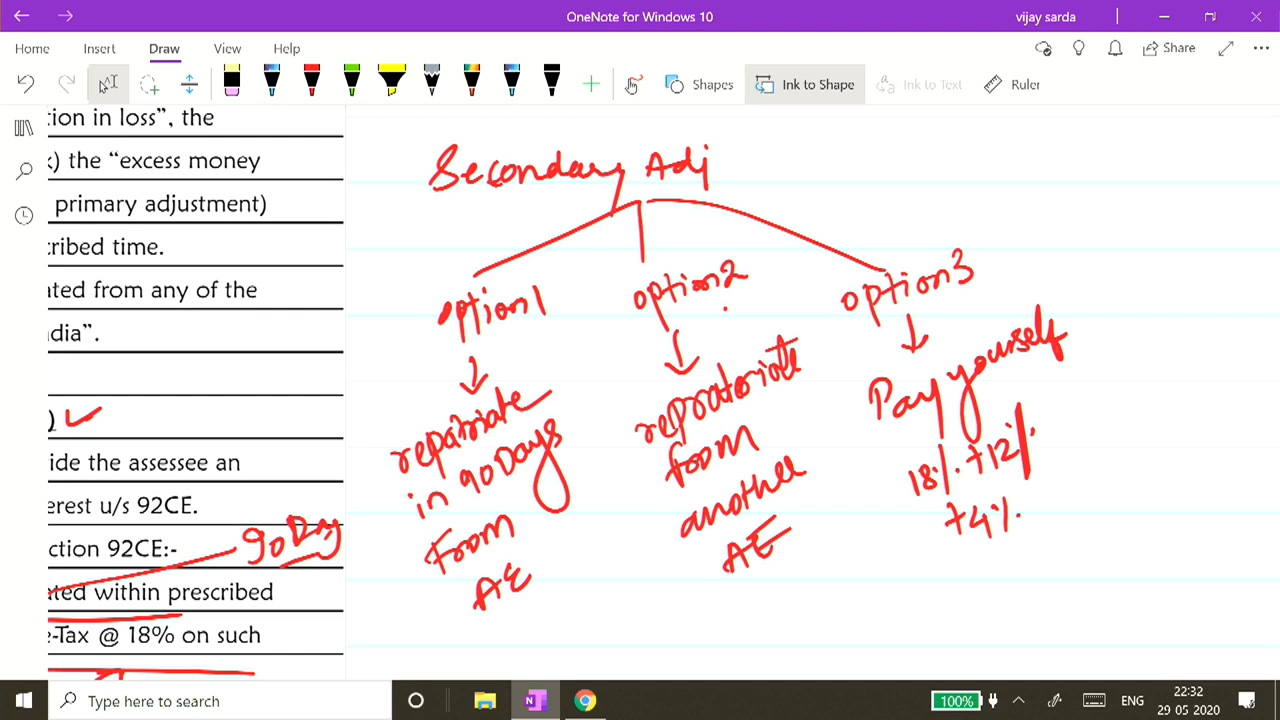 OneNote for Windows 10
vijay sarda
Home Insert Draw View Help
Share
Shapes
Ink to Shape
Ink to Text
Ruler
tion in loss”, the
) the “excess money
primary adjustment)
ribed time.
ated from any of the
dia”.
)
ide the assessee an
erest u/s 92CE.
ction 92CE:-
90 Day
ated within prescribed
e-Tax @ 18% on such
Secondary Adj
option1
repatriate
in 90 Days
From
AE
option2
repratoriate
from
another
AE
option3
Pay yourself
18% +12%
+4%
Type here to search
100%
ENG
22:32
29-05-2020